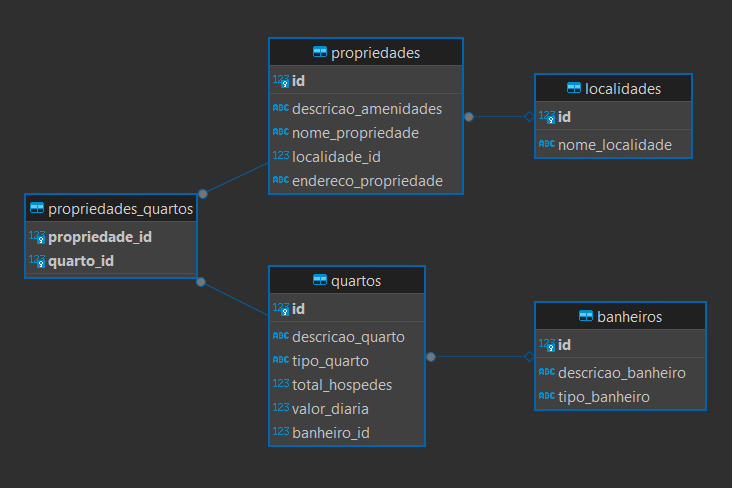 propriedades
123 id
ABC descricao_amenidades
ABC nome_propriedade
123 localidade_id
ABC endereco_propriedade
localidades
123 id
ABC nome_localidade
propriedades_quartos
123 propriedade_id
123 quarto_id
quartos
123 id
ABC descricao_quarto
ABC tipo_quarto
123 total_hospedes
123 valor_diaria
123 banheiro_id
banheiros
123 id
ABC descricao_banheiro
ABC tipo_banheiro